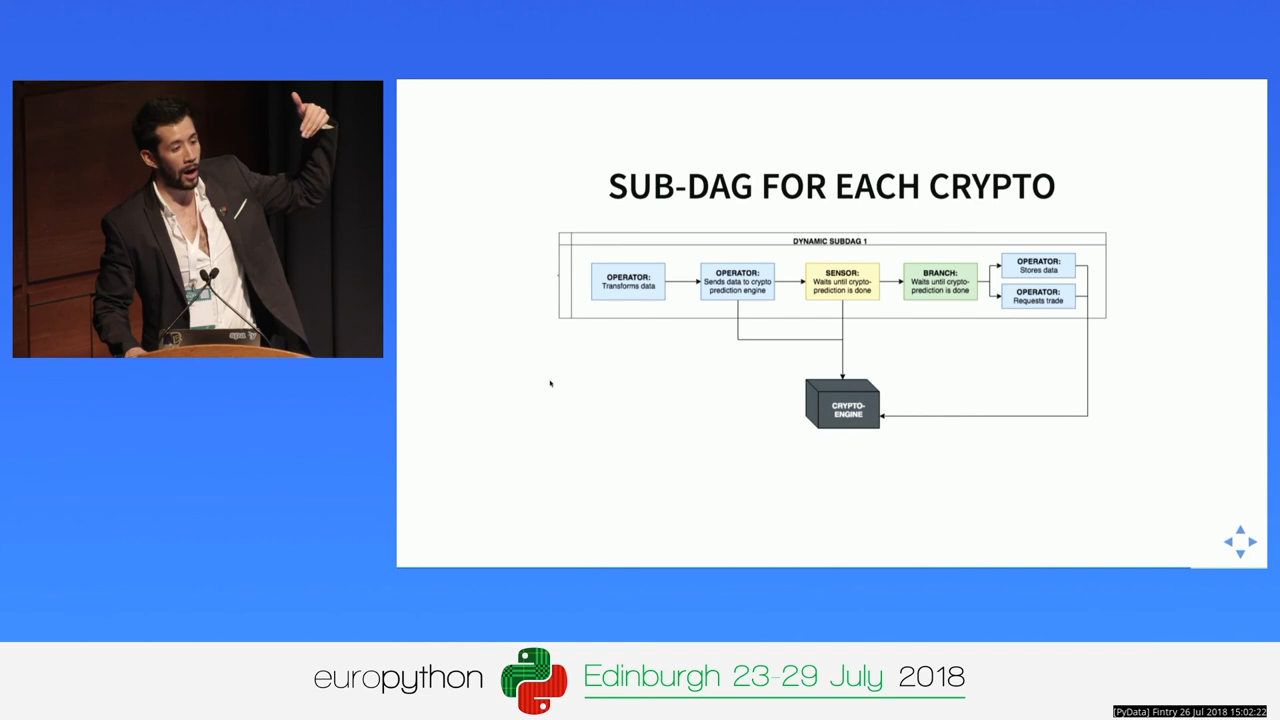 SUB-DAG FOR EACH CRYPTO
DYNAMIC SUBDAG 1
OPERATOR:
Transforms data
OPERATOR:
Sends data to crypto
prediction engine
SENSOR:
Waits until crypto-
prediction is done
BRANCH:
Waits until crypto-
prediction is done
OPERATOR:
Stores data
OPERATOR:
Requests trade
CRYPTO-
ENGINE
europython
Edinburgh 23-29 July 2018
[PyData] Fintry 26 Jul 2018 15:02:22